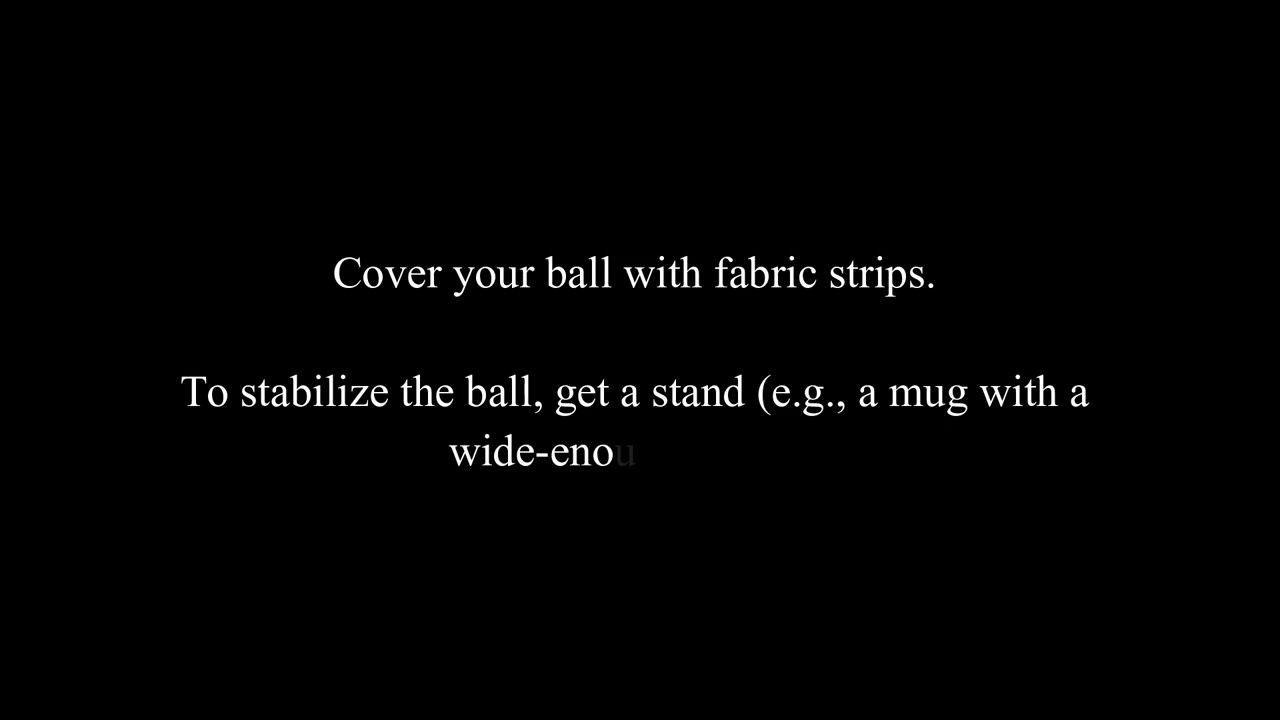 Cover your ball with fabric strips.
To stabilize the ball, get a stand (e.g., a mug with a
wide-enou